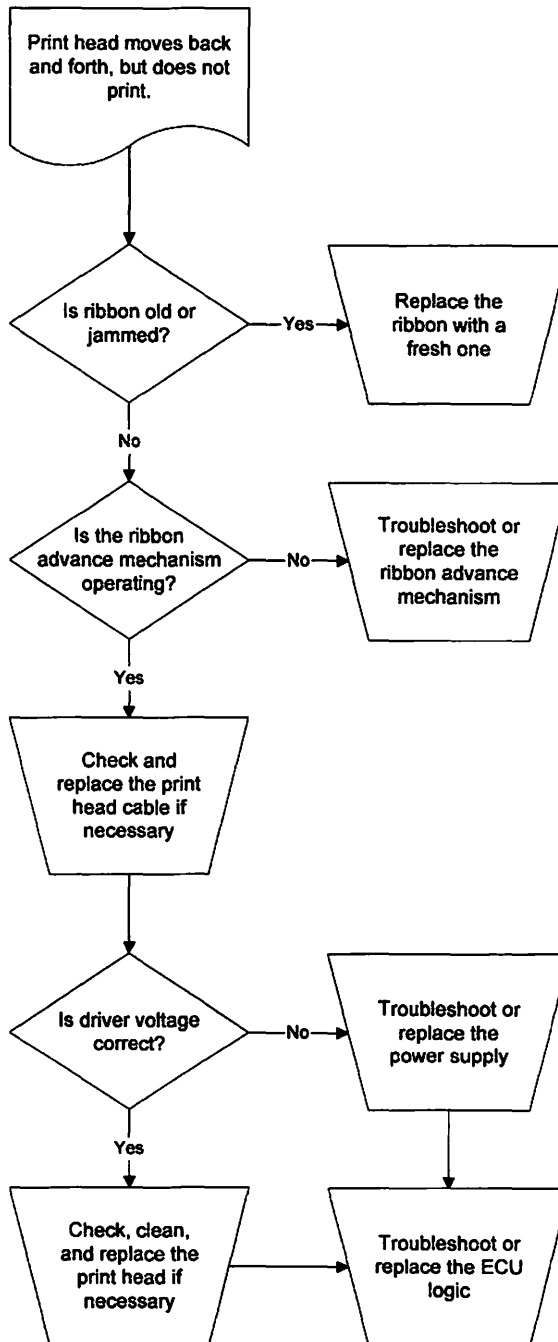 Print head moves back
and forth, but does not
print.
Is ribbon old or
jammed?
Yes
Replace the
ribbon with a
fresh one
No
Is the ribbon
advance mechanism
operating?
No
Troubleshoot or
replace the
ribbon advance
mechanism
Yes
Check and
replace the print
head cable if
necessary
Is driver voltage
correct?
No
Troubleshoot or
replace the
power supply
Yes
Check, clean,
and replace the
print head if
necessary
Troubleshoot or
replace the ECU
logic